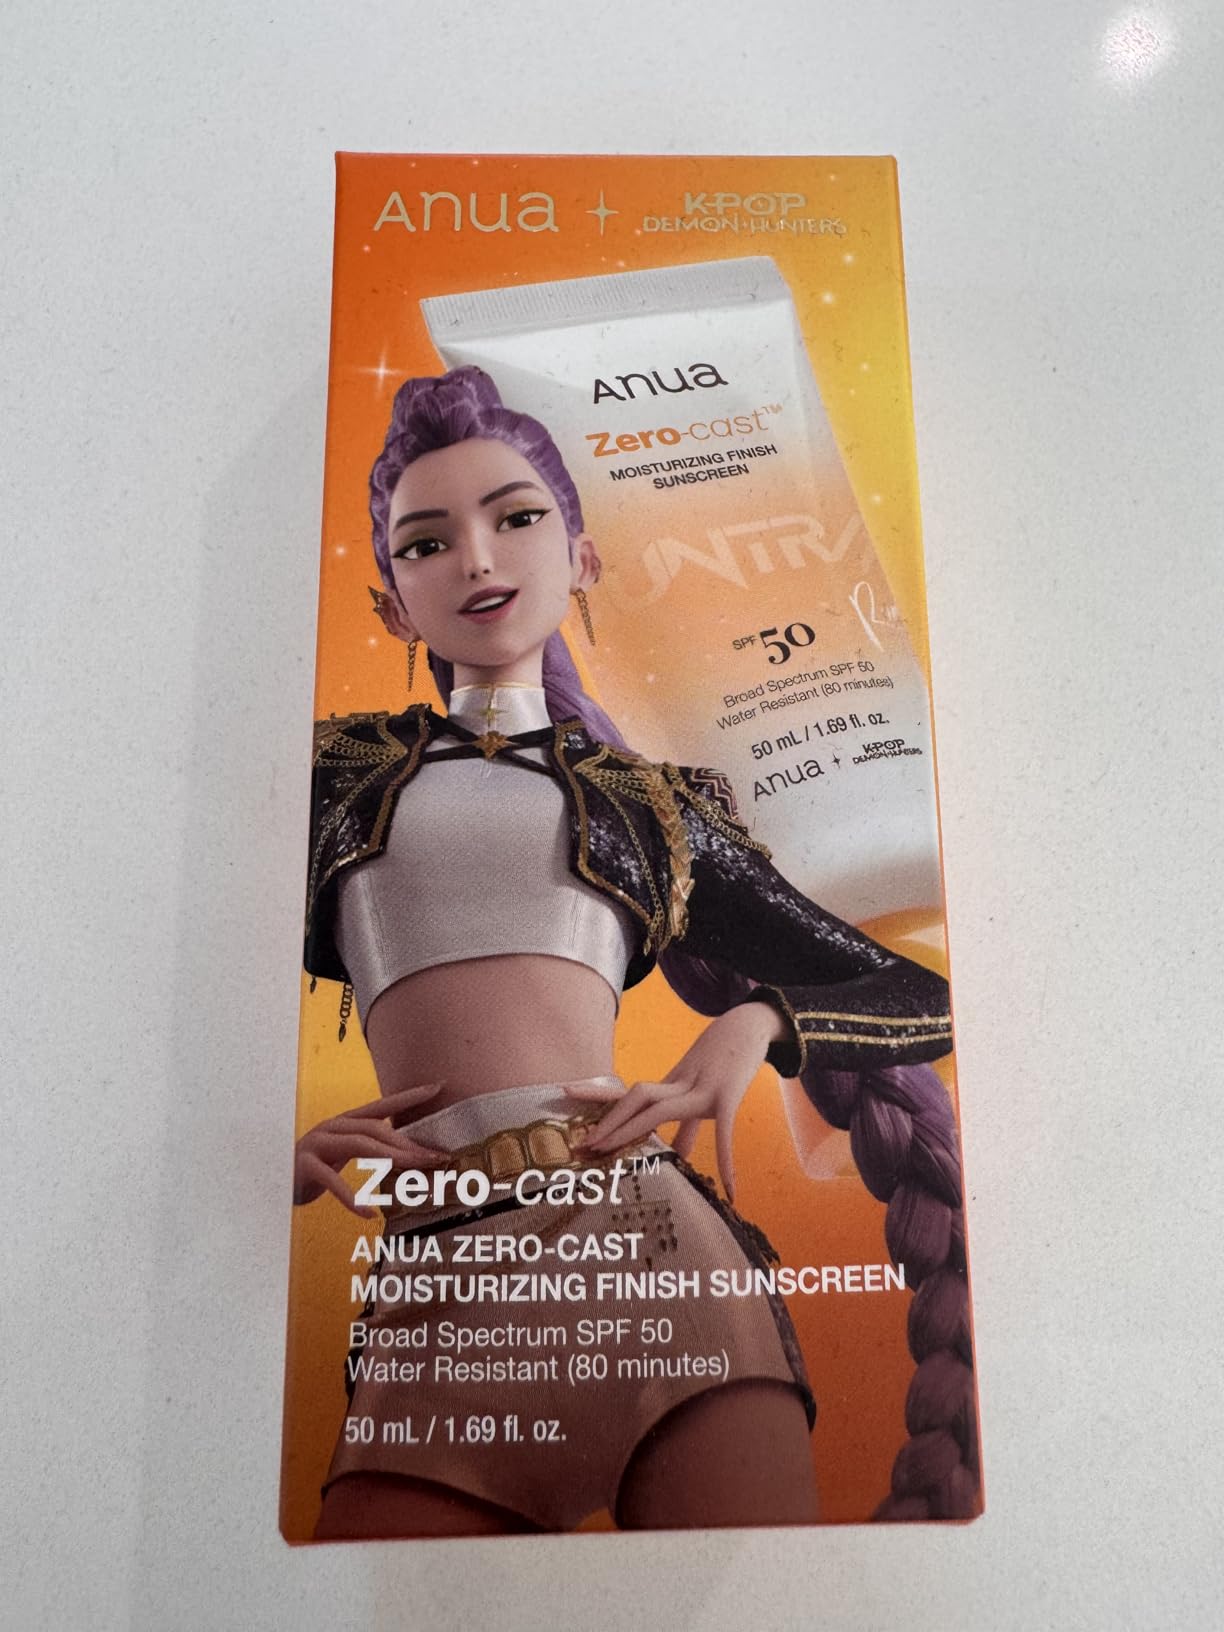 Anua + K-POP DEMON HUNTERS
Anua
Zero-cast™
MOISTURIZING FINISH
SUNSCREEN
SPF 50
Broad Spectrum SPF 50
Water Resistant (80 minutes)
50 mL / 1.69 fl. oz.
Anua + K-POP DEMON HUNTERS
Zero-cast™
ANUA ZERO-CAST
MOISTURIZING FINISH SUNSCREEN
Broad Spectrum SPF 50
Water Resistant (80 minutes)
50 mL / 1.69 fl. oz.